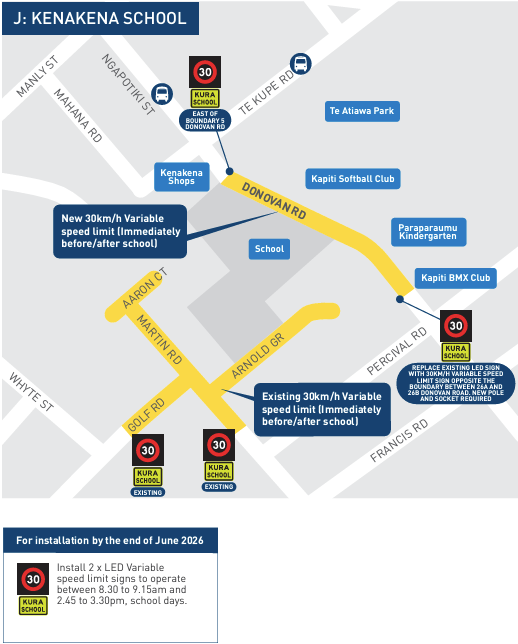 J: KENAKENA SCHOOL
MANLY ST
MAHANA RD
NGAPOTIKI ST
30
KURA
SCHOOL
EAST OF
BOUNDARY 5
DONOVAN RD
TE KUPE RD
Te Atiawa Park
Kenakena
Shops
Kapiti Softball Club
DONOVAN RD
New 30km/h Variable
speed limit (Immediately
before/after school)
School
Paraparaumu
Kindergarten
Kapiti BMX Club
AARON CT
MARTIN RD
ARNOLD GR
PERCIVAL RD
30
KURA
SCHOOL
REPLACE EXISTING LED SIGN
WITH 30KM/H VARIABLE SPEED
LIMIT SIGN OPPOSITE THE
BOUNDARY BETWEEN 26A AND
26B DONOVAN ROAD. NEW POLE
AND SOCKET REQUIRED
WHYTE ST
GOLF RD
Existing 30km/h Variable
speed limit (Immediately
before/after school)
FRANCIS RD
30
KURA
SCHOOL
EXISTING
30
KURA
SCHOOL
EXISTING
For installation by the end of June 2026
30
KURA
SCHOOL
Install 2 x LED Variable
speed limit signs to operate
between 8.30 to 9.15am and
2.45 to 3.30pm, school days.